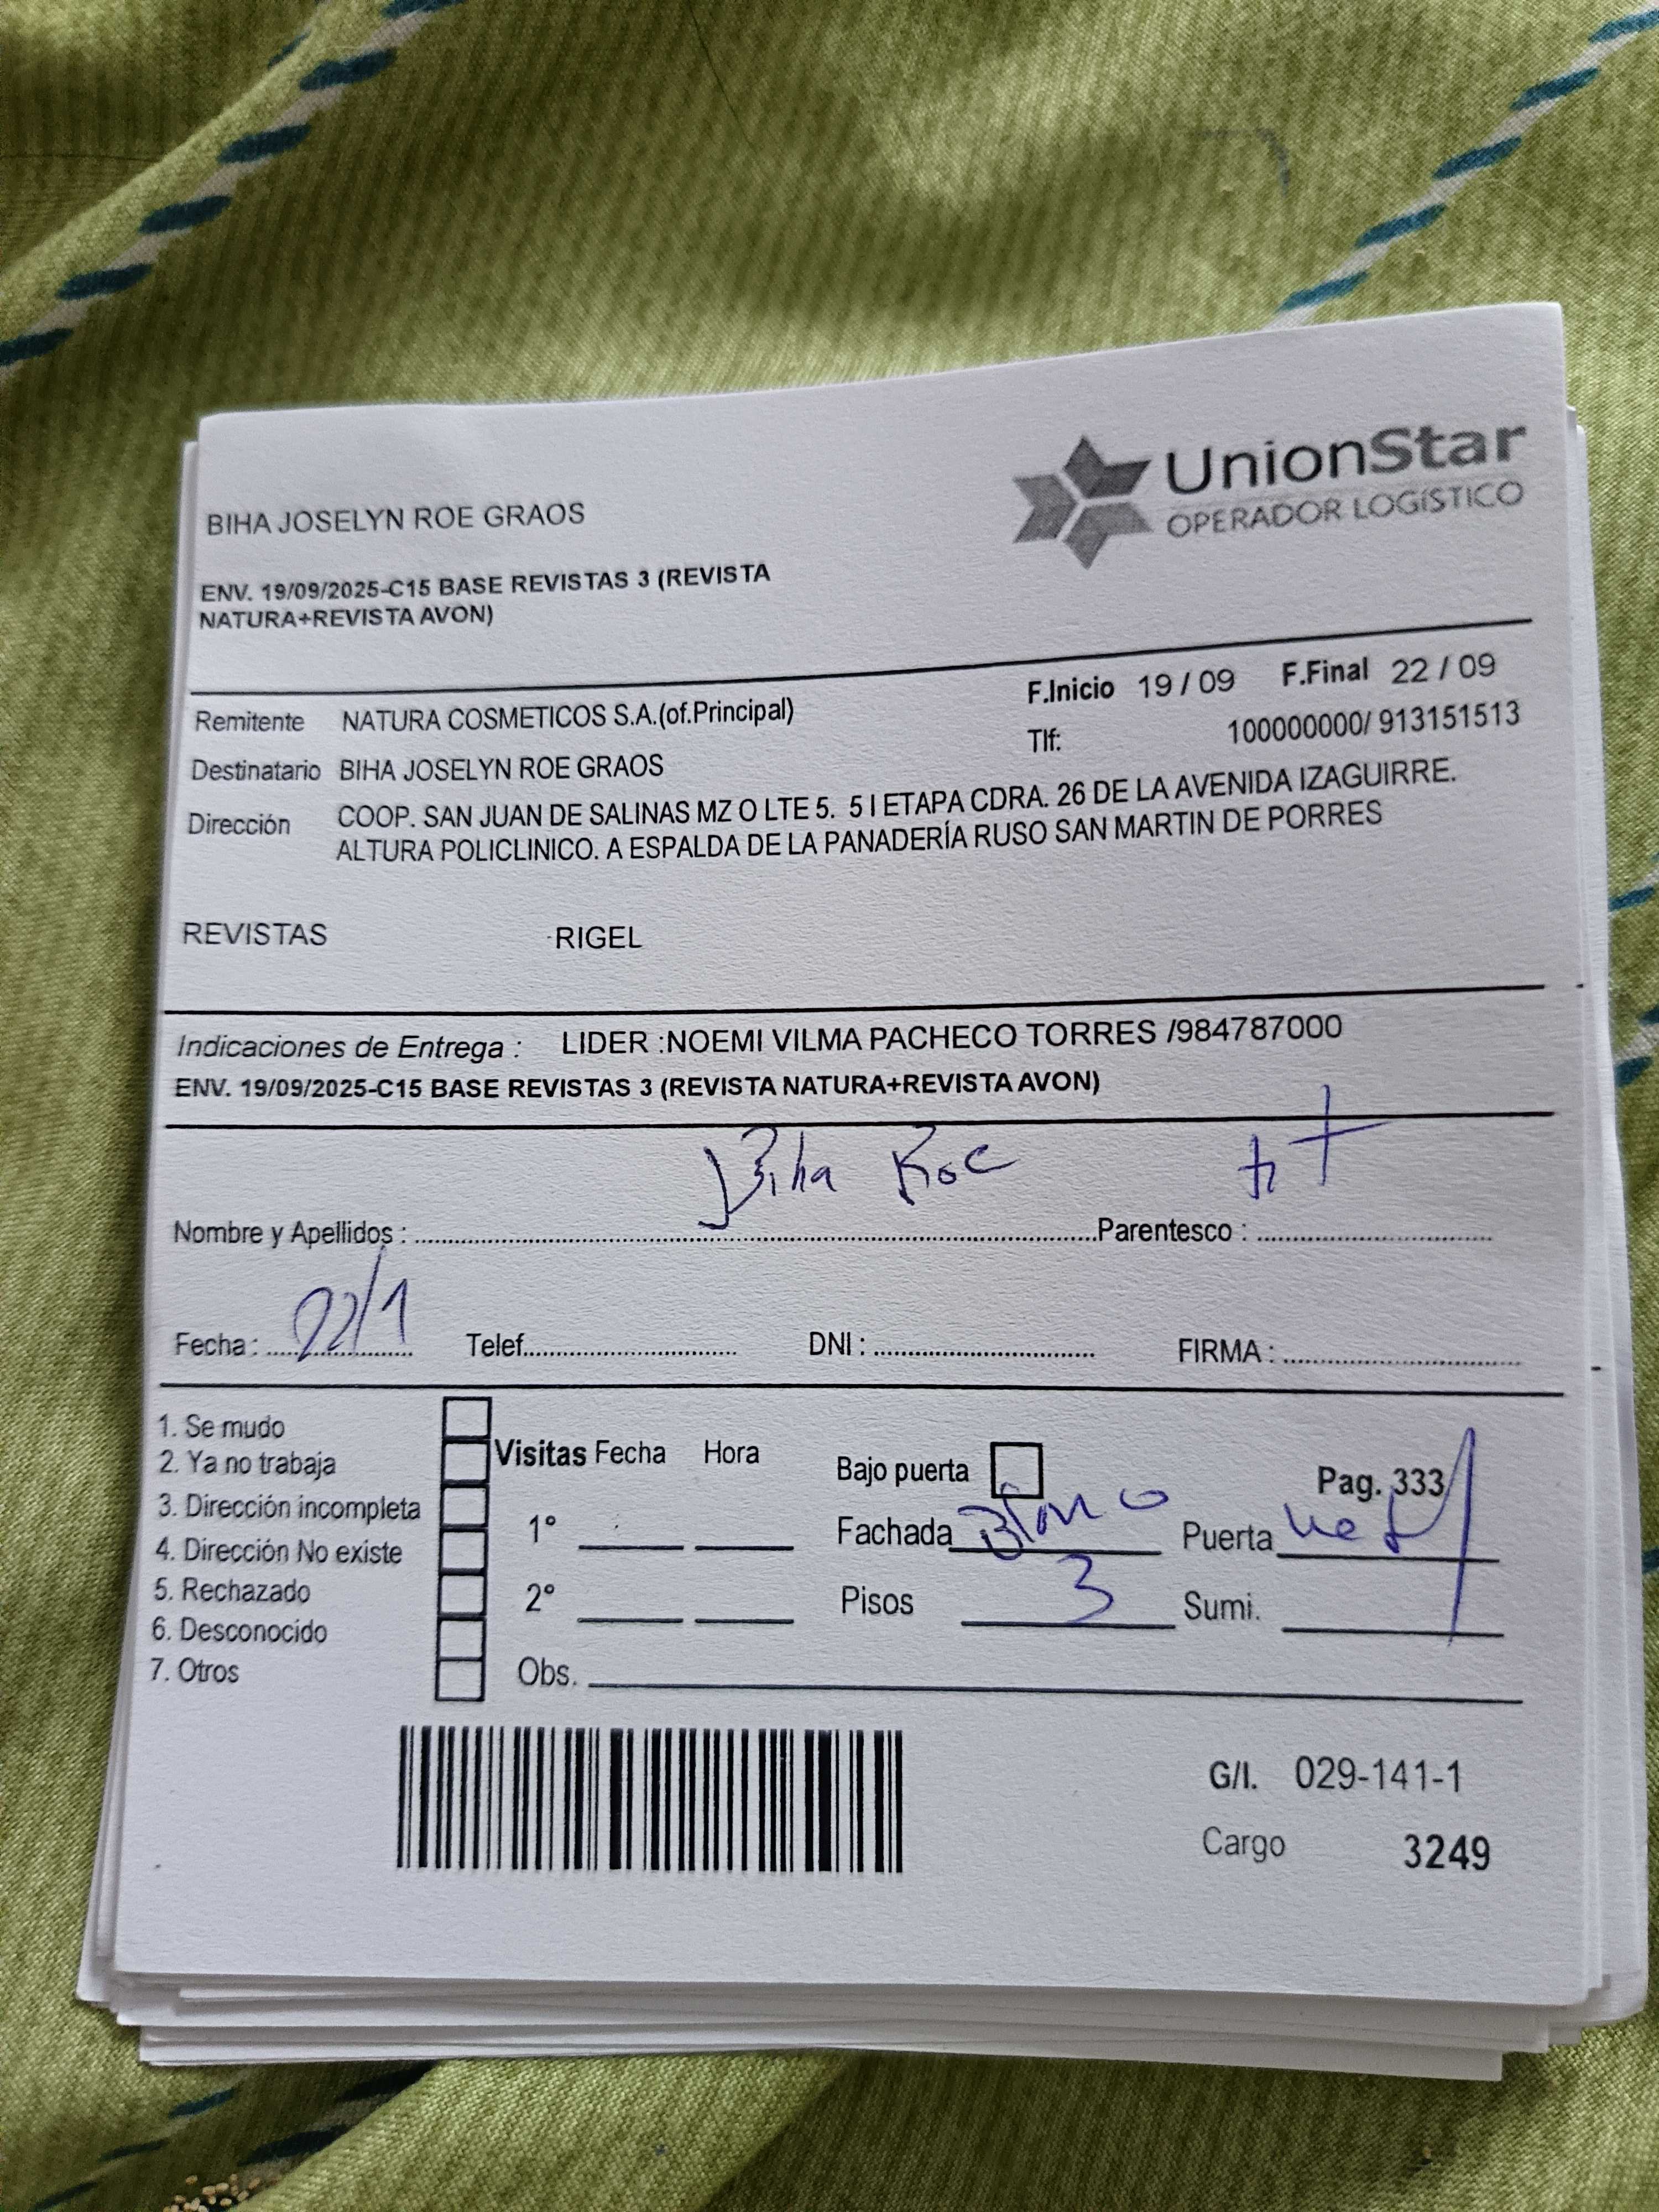 UnionStar
OPERADOR LOGÍSTICO
BIHA JOSELYN ROE GRAOS
ENV. 19/09/2025-C15 BASE REVISTAS 3 (REVISTA
NATURA+REVISTA AVON)
F.Inicio 19 / 09 F.Final 22 / 09
Remitente NATURA COSMETICOS S.A.(of.Principal)
Tlf: 100000000/ 913151513
Destinatario BIHA JOSELYN ROE GRAOS
Dirección COOP. SAN JUAN DE SALINAS MZ O LTE 5. 5 I ETAPA CDRA. 26 DE LA AVENIDA IZAGUIRRE.
ALTURA POLICLINICO. A ESPALDA DE LA PANADERÍA RUSO SAN MARTIN DE PORRES
REVISTAS RIGEL
Indicaciones de Entrega : LIDER :NOEMI VILMA PACHECO TORRES /984787000
ENV. 19/09/2025-C15 BASE REVISTAS 3 (REVISTA NATURA+REVISTA AVON)
Biha Roe
Nombre y Apellidos : Parentesco :
Fecha : Telef. DNI : FIRMA :
1. Se mudo
2. Ya no trabaja
3. Dirección incompleta
4. Dirección No existe
5. Rechazado
6. Desconocido
7. Otros
Visitas Fecha Hora
1°
2°
Obs.
Bajo puerta Pag. 333
Fachada Blanco Puerta
Pisos 3 Sumi.
G/I. 029-141-1
Cargo 3249